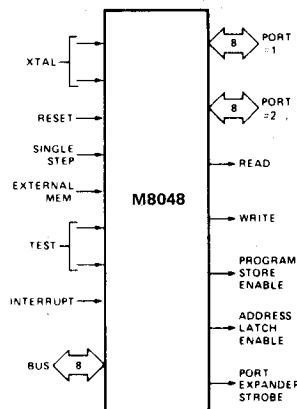 XTAL
RESET
SINGLE
STEP
EXTERNAL
MEM
TEST
INTERRUPT
BUS
8
M8048
8
PORT
#1
8
PORT
#2
READ
WRITE
PROGRAM
STORE
ENABLE
ADDRESS
LATCH
ENABLE
PORT
EXPANDER
STROBE